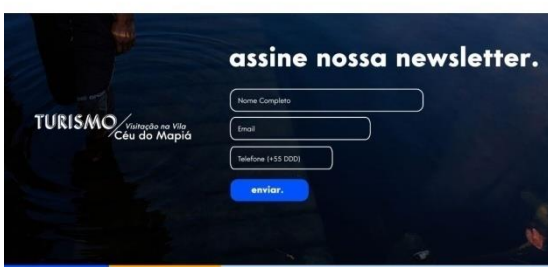 assine nossa newsletter.
Nome Completo
TURISMO Visitação na Vila
Céu do Mapiá
Email
Telefone (+55 DDD)
enviar.